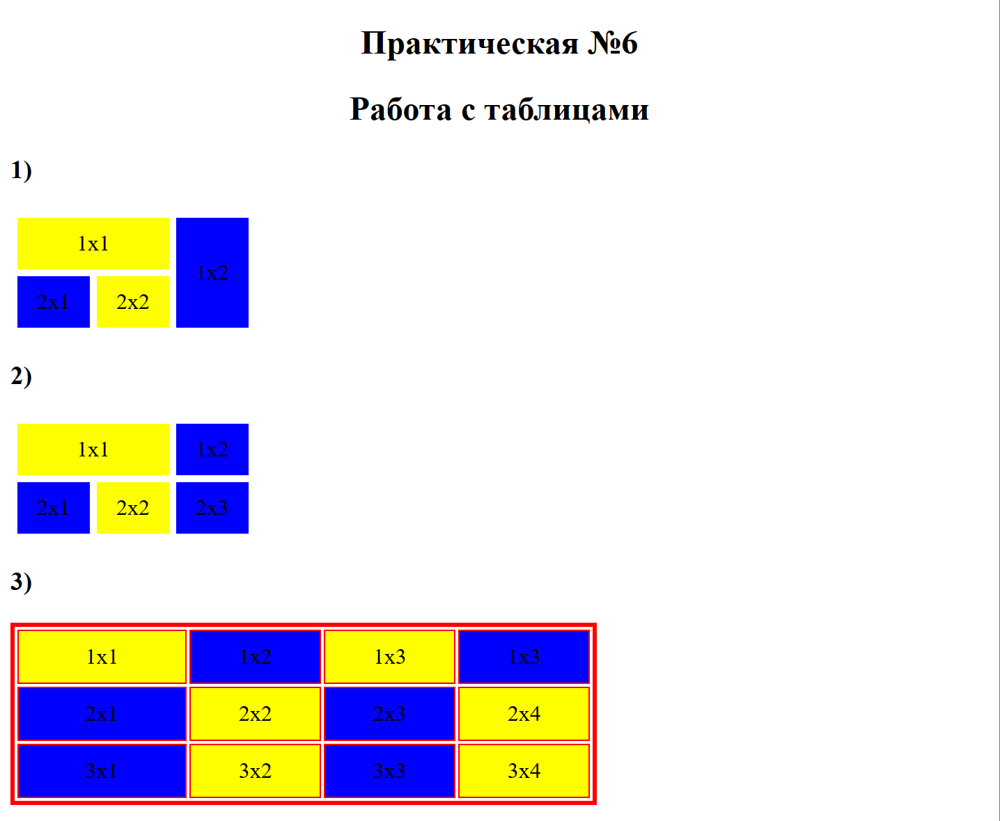 Практическая №6
Работа с таблицами
1)
1x1 1x2
2x1 2x2
2)
1x1 1x2
2x1 2x2 2x3
3)
1x1 1x2 1x3 1x3
2x1 2x2 2x3 2x4
3x1 3x2 3x3 3x4